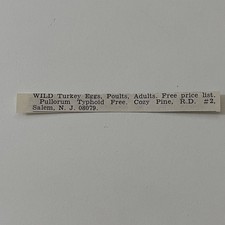 WILD Turkey Eggs, Poults, Adults. Free price list.
Pullorum Typhoid Free. Cozy Pine, R.D. #2,
Salem, N. J. 08079.